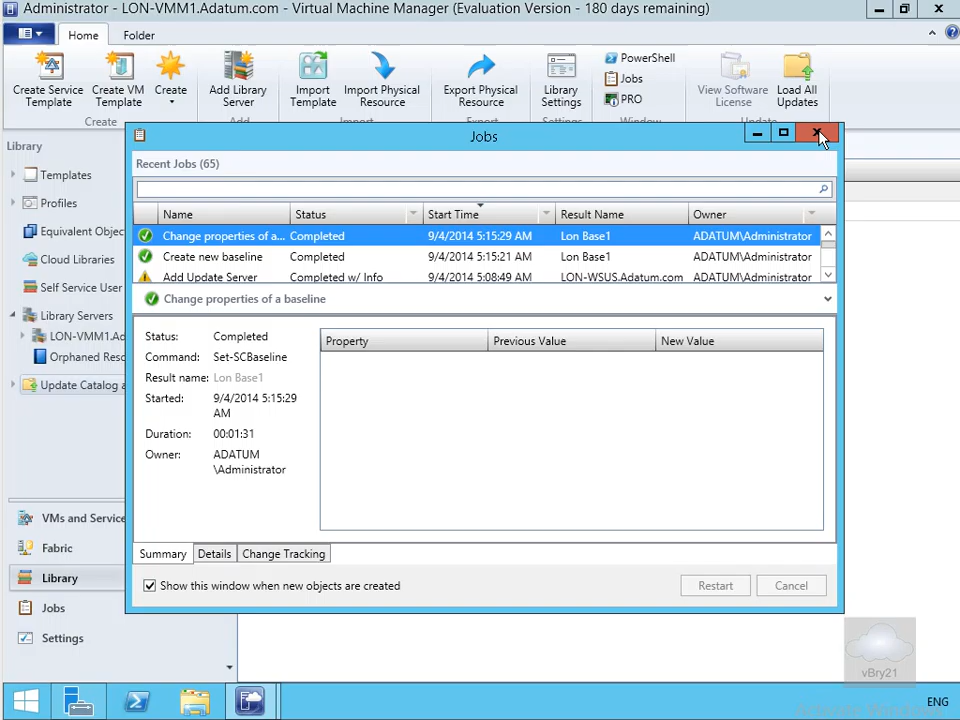 Administrator - LON-VMM1.Adatum.com - Virtual Machine Manager (Evaluation Version - 180 days remaining)
Home
Folder
Create Service Template
Create VM Template
Create
Add Library Server
Import Template
Import Physical Resource
Export Physical Resource
Library Settings
PowerShell
Jobs
PRO
View Software License
Load All Updates
Create
Window
Library
Templates
Profiles
Equivalent Objec
Cloud Libraries
Self Service User
Library Servers
LON-VMM1.Ad
Orphaned Reso
Update Catalog a
VMs and Service
Fabric
Library
Jobs
Settings
Jobs
Recent Jobs (65)
Name Status Start Time Result Name Owner
Change properties of a... Completed 9/4/2014 5:15:29 AM Lon Base1 ADATUM\Administrator
Create new baseline Completed 9/4/2014 5:15:21 AM Lon Base1 ADATUM\Administrator
Add Update Server Completed w/ Info 9/4/2014 5:08:49 AM LON-WSUS.Adatum.com ADATUM\Administrator
Change properties of a baseline
Status: Completed
Command: Set-SCBaseline
Result name: Lon Base1
Started: 9/4/2014 5:15:29
AM
Duration: 00:01:31
Owner: ADATUM
\Administrator
Property Previous Value New Value
Summary Details Change Tracking
Show this window when new objects are created
Restart Cancel
vBry21
ENG